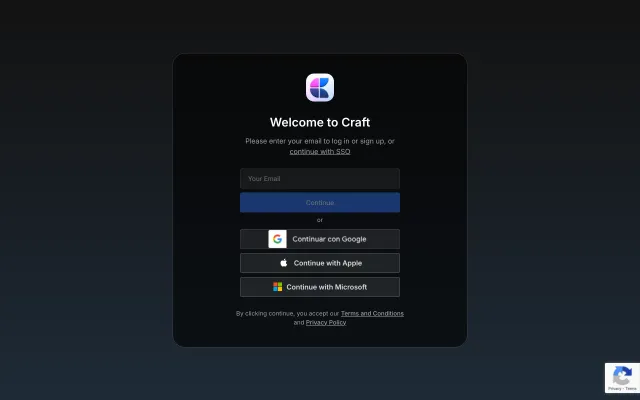 Welcome to Craft
Please enter your email to log in or sign up, or
continue with SSO
Your Email
Continue
or
Continuar con Google
Continue with Apple
Continue with Microsoft
By clicking continue, you accept our Terms and Conditions
and Privacy Policy
Privacy - Terms